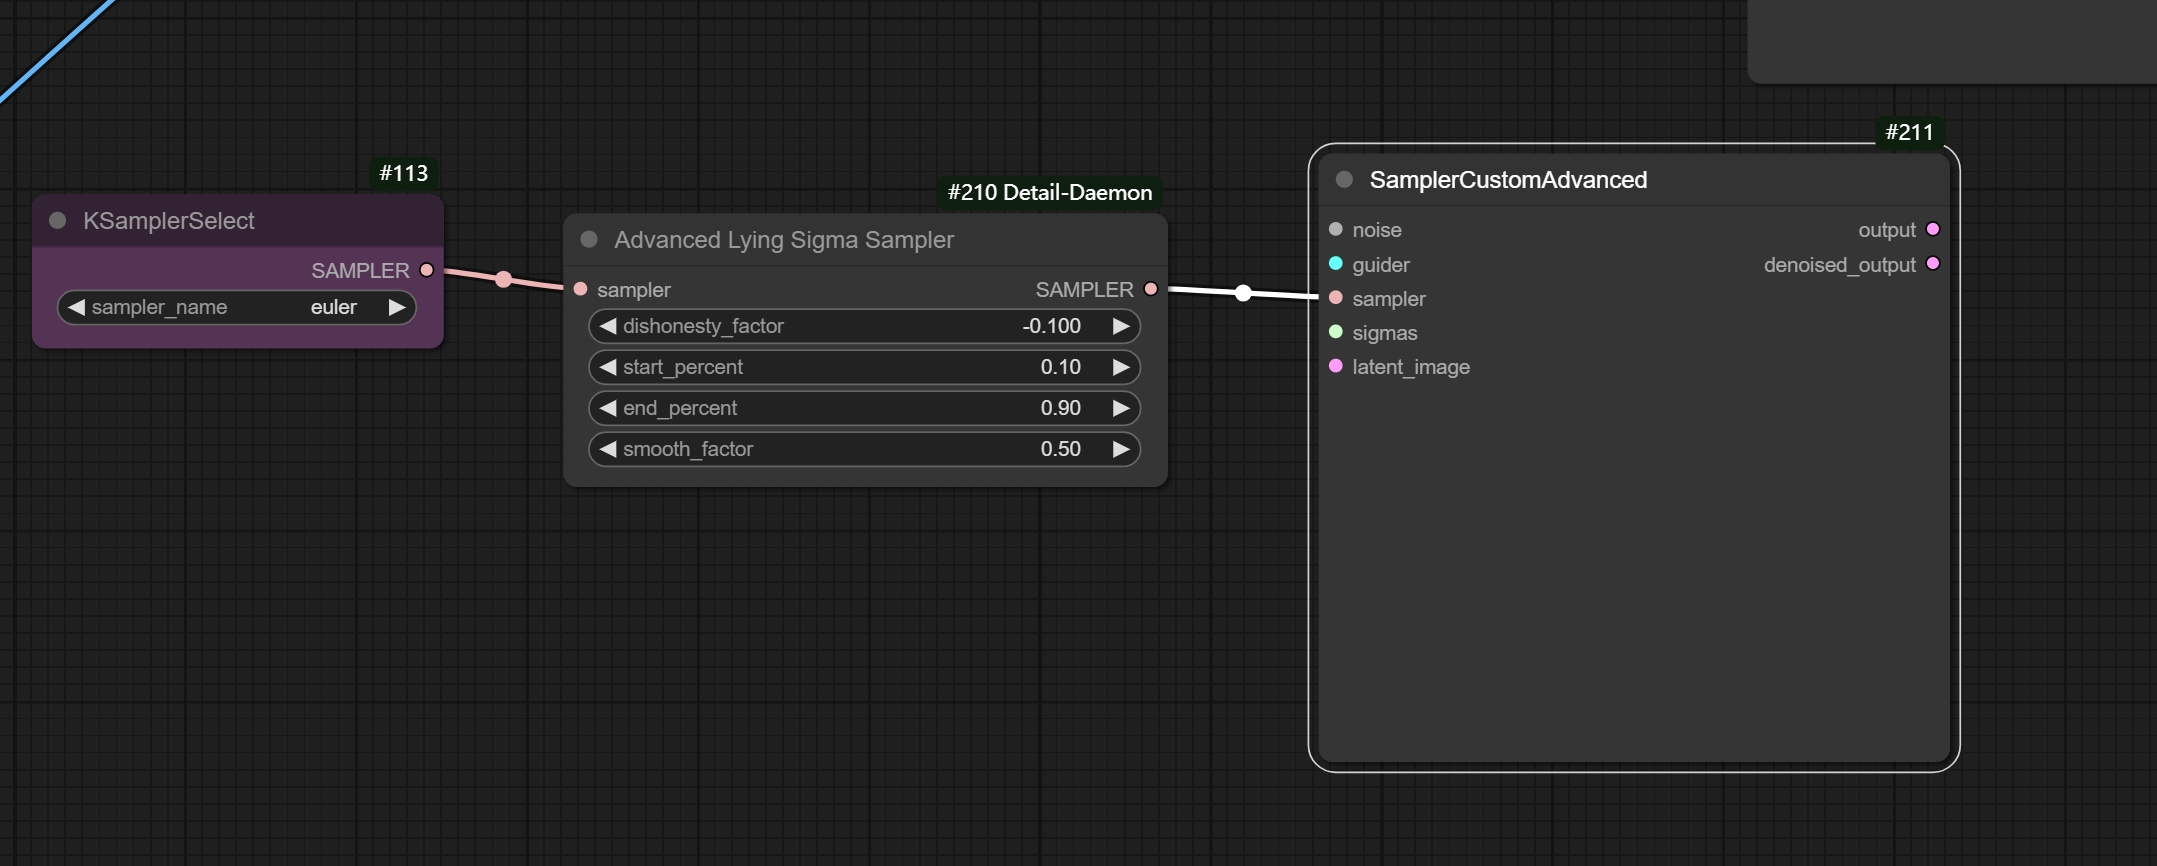 #113
KSamplerSelect
SAMPLER
sampler_name euler
#210 Detail-Daemon
Advanced Lying Sigma Sampler
sampler SAMPLER
dishonesty_factor -0.100
start_percent 0.10
end_percent 0.90
smooth_factor 0.50
#211
SamplerCustomAdvanced
noise output
guider denoised_output
sampler
sigmas
latent_image